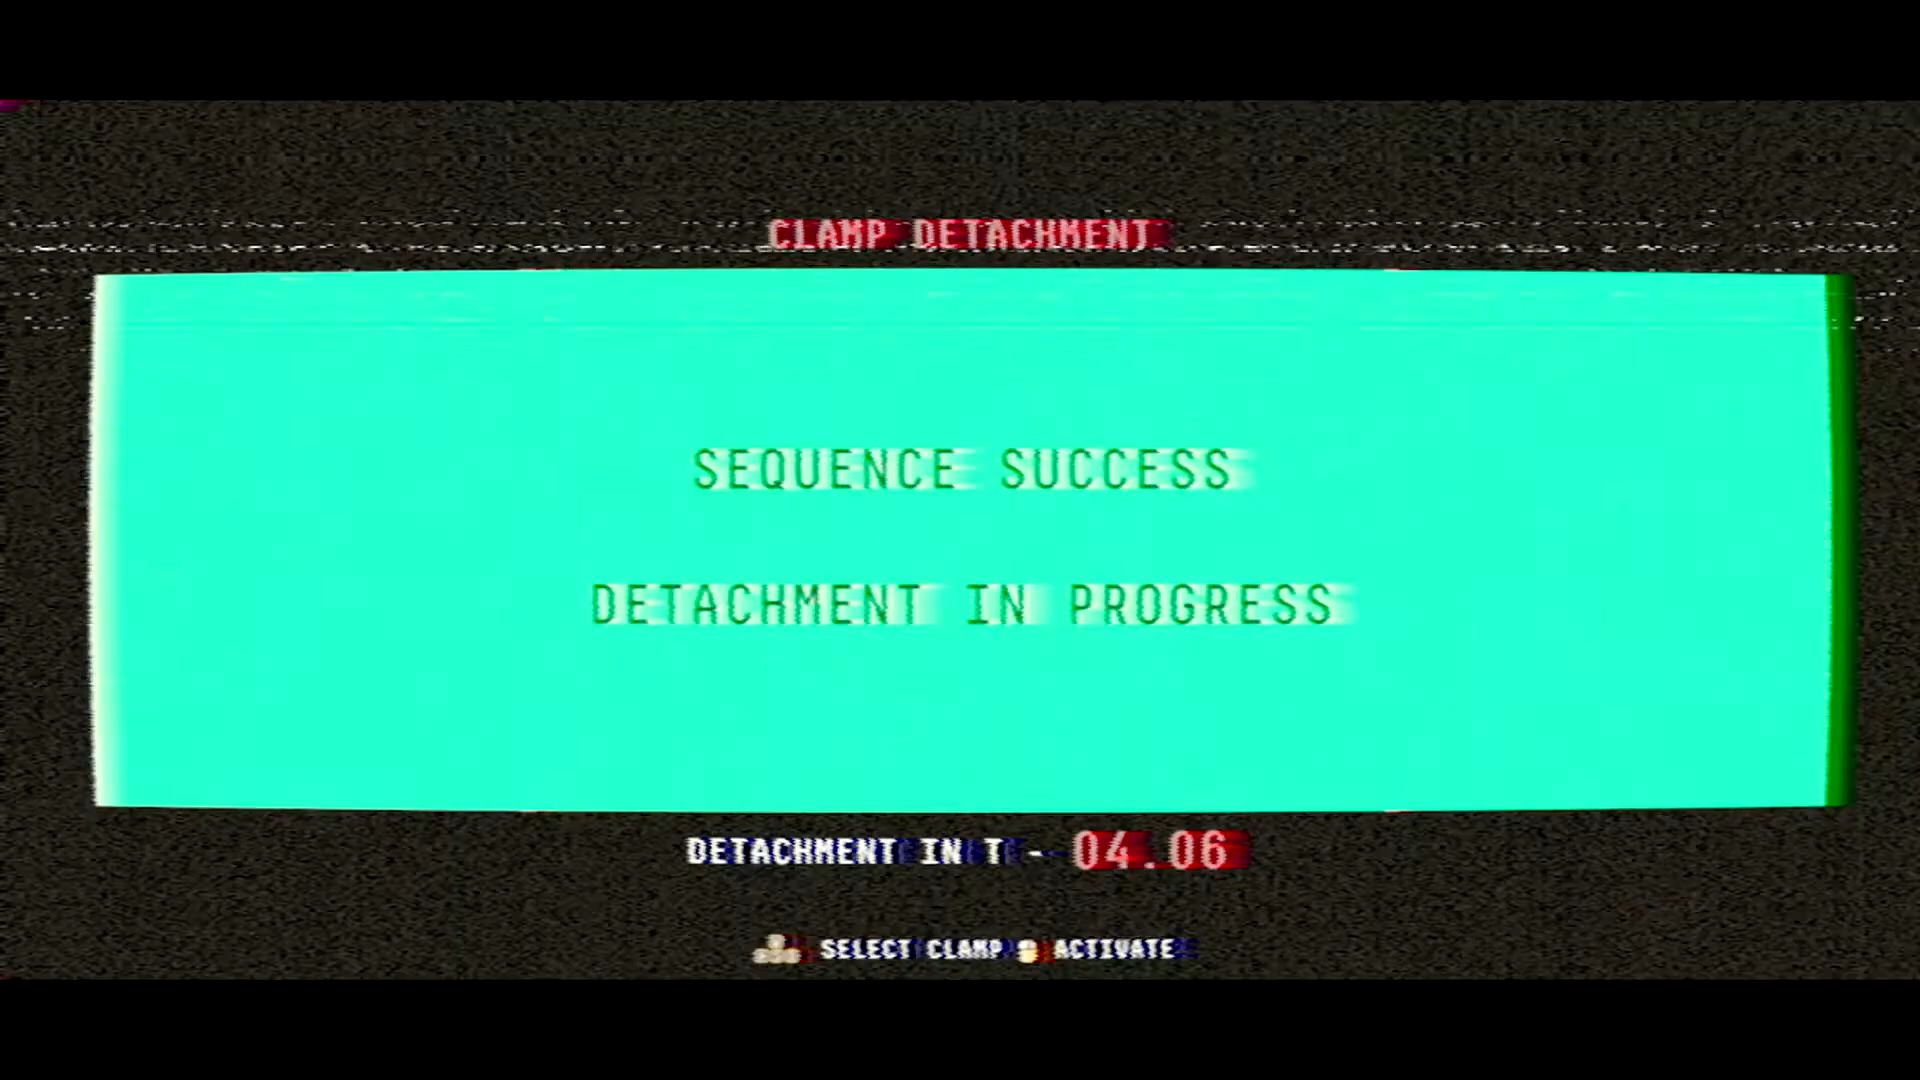 CLAMP DETACHMENT
SEQUENCE SUCCESS
DETACHMENT IN PROGRESS
DETACHMENT IN T - 04.06
SELECT CLAMP ACTIVATE